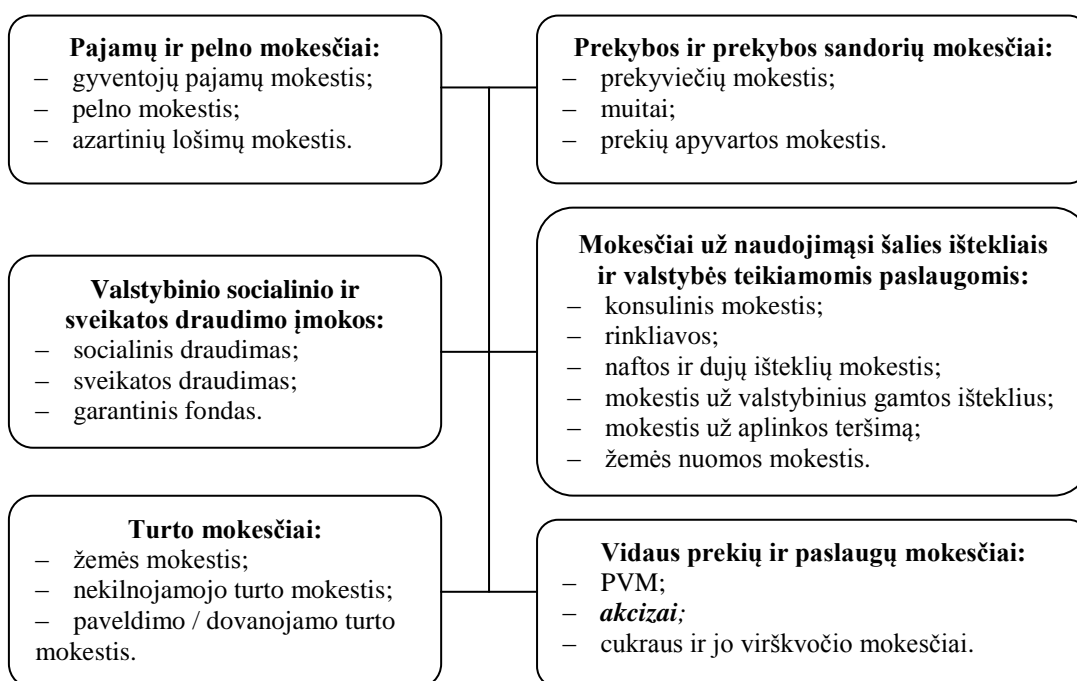 Pajamų ir pelno mokesčiai:
– gyventojų pajamų mokestis;
– pelno mokestis;
– azartinių lošimų mokestis.
Prekybos ir prekybos sandorių mokesčiai:
– prekyviečių mokestis;
– muitai;
– prekių apyvartos mokestis.
Valstybinio socialinio ir
sveikatos draudimo įmokos:
– socialinis draudimas;
– sveikatos draudimas;
– garantinis fondas.
Mokesčiai už naudojimąsi šalies ištekliais
ir valstybės teikiamomis paslaugomis:
– konsulinis mokestis;
– rinkliavos;
– naftos ir dujų išteklių mokestis;
– mokestis už valstybinius gamtos išteklius;
– mokestis už aplinkos teršimą;
– žemės nuomos mokestis.
Turto mokesčiai:
– žemės mokestis;
– nekilnojamojo turto mokestis;
– paveldimo / dovanojamo turto
mokestis.
Vidaus prekių ir paslaugų mokesčiai:
– PVM;
– akcizai;
– cukraus ir jo virškvočio mokesčiai.